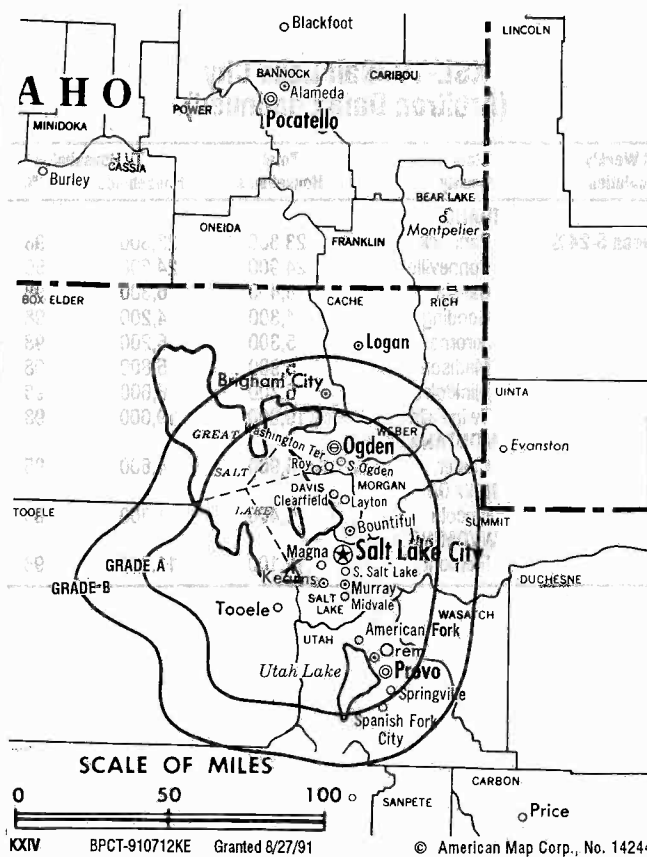 Blackfoot
LINCOLN
BANNOCK
CARIBOU
AHO
Alameda
POWER
Pocatello
MINIDOKA
CASSIA
Burley
BEAR LAKE
ONEIDA
FRANKLIN
Montpelier
BOX ELDER
CACHE
RICH
Logan
Brigham City
UINTA
GREAT
Washington Ter.
WEBER
Ogden
Evanston
SALT
Roy
S. Ogden
DAVIS
MORGAN
Clearfield
Layton
TOOELE
LAKE
Bountiful
SUMMIT
Magna
Salt Lake City
GRADE A
GRADE-B
Kearns
S. Salt Lake
DUCHESNE
Murray
SALT LAKE
Midvale
WASATCH
Tooele
UTAH
American Fork
Orem
Utah Lake
Provo
Springville
Spanish Fork City
SCALE OF MILES
0 50 100
CARBON
SANPETE
Price
KXIV BPCT-910712KE Granted 8/27/91 © American Map Corp., No. 14244